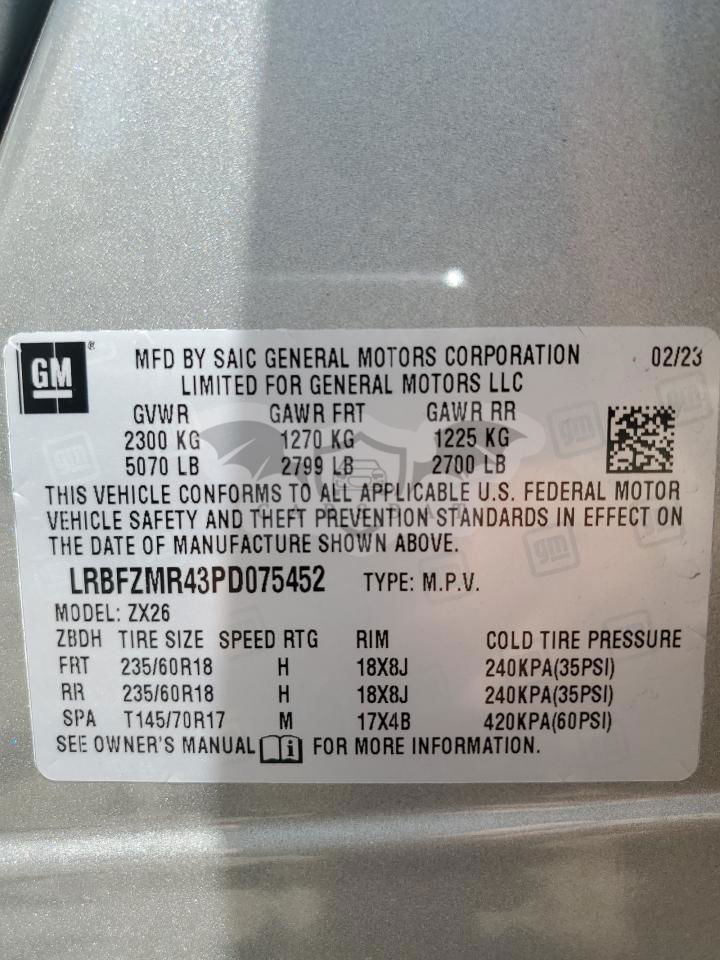 GM
®
MFD BY SAIC GENERAL MOTORS CORPORATION 02/23
LIMITED FOR GENERAL MOTORS LLC
GVWR GAWR FRT GAWR RR
2300 KG 1270 KG 1225 KG
5070 LB 2799 LB 2700 LB
THIS VEHICLE CONFORMS TO ALL APPLICABLE U.S. FEDERAL MOTOR
VEHICLE SAFETY AND THEFT PREVENTION STANDARDS IN EFFECT ON
THE DATE OF MANUFACTURE SHOWN ABOVE.
LRBFZMR43PD075452 TYPE: M.P.V.
MODEL: ZX26
ZBDH TIRE SIZE SPEED RTG RIM COLD TIRE PRESSURE
FRT 235/60R18 H 18X8J 240KPA(35PSI)
RR 235/60R18 H 18X8J 240KPA(35PSI)
SPA T145/70R17 M 17X4B 420KPA(60PSI)
SEE OWNER'S MANUAL i FOR MORE INFORMATION.